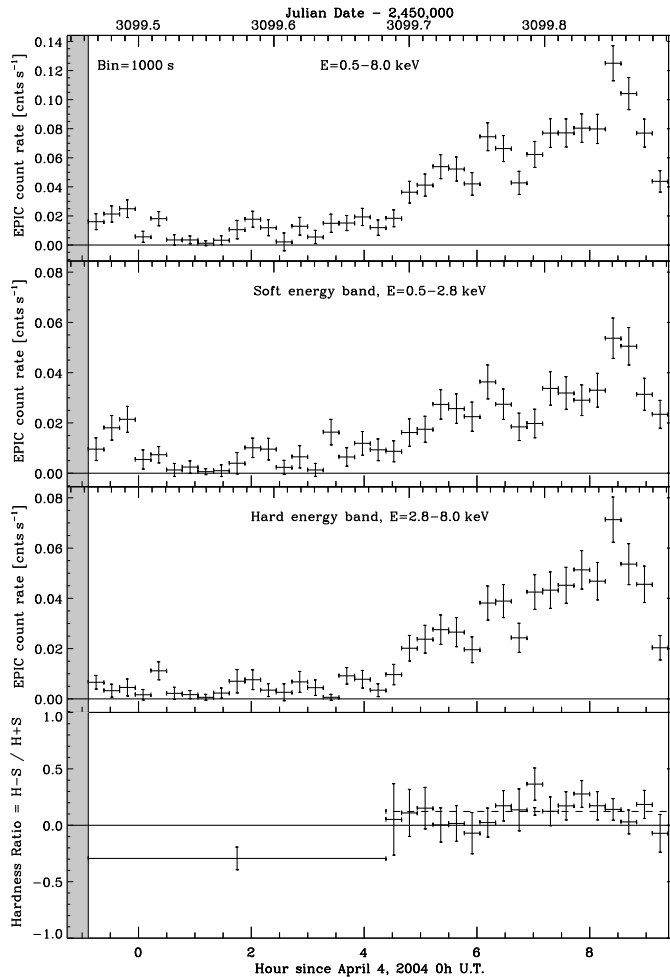 Julian Date − 2,450,000
3099.5 3099.6 3099.7 3099.8
Bin=1000 s E=0.5−8.0 keV
EPIC count rate [cnts s⁻¹]
0.14
0.12
0.10
0.08
0.06
0.04
0.02
0.00
Soft energy band, E=0.5−2.8 keV
EPIC count rate [cnts s⁻¹]
0.08
0.06
0.04
0.02
0.00
Hard energy band, E=2.8−8.0 keV
EPIC count rate [cnts s⁻¹]
0.08
0.06
0.04
0.02
0.00
Hardness Ratio = H−S / H+S
1.0
0.5
0.0
−0.5
−1.0
0 2 4 6 8
Hour since April 4, 2004 0h U.T.